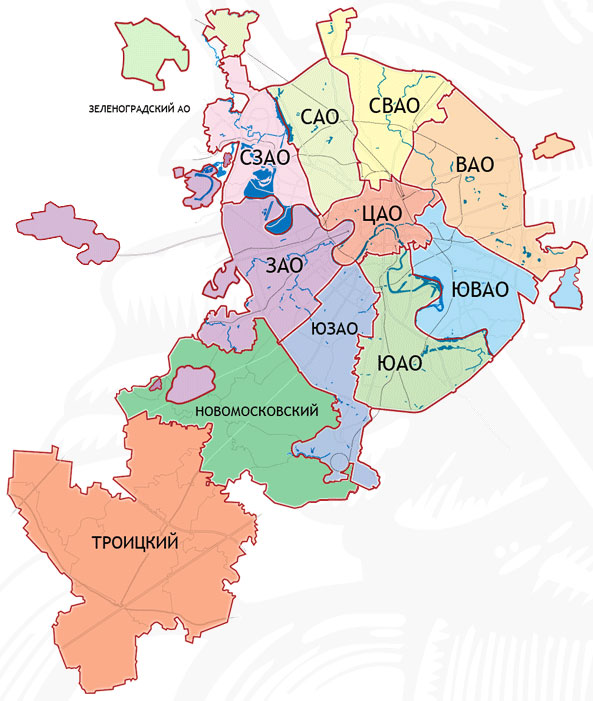 ЗЕЛЕНОГРАДСКИЙ АО
САО
СВАО
СЗАО
ВАО
ЦАО
ЗАО
ЮВАО
ЮЗАО
ЮАО
НОВОМОСКОВСКИЙ
ТРОИЦКИЙ